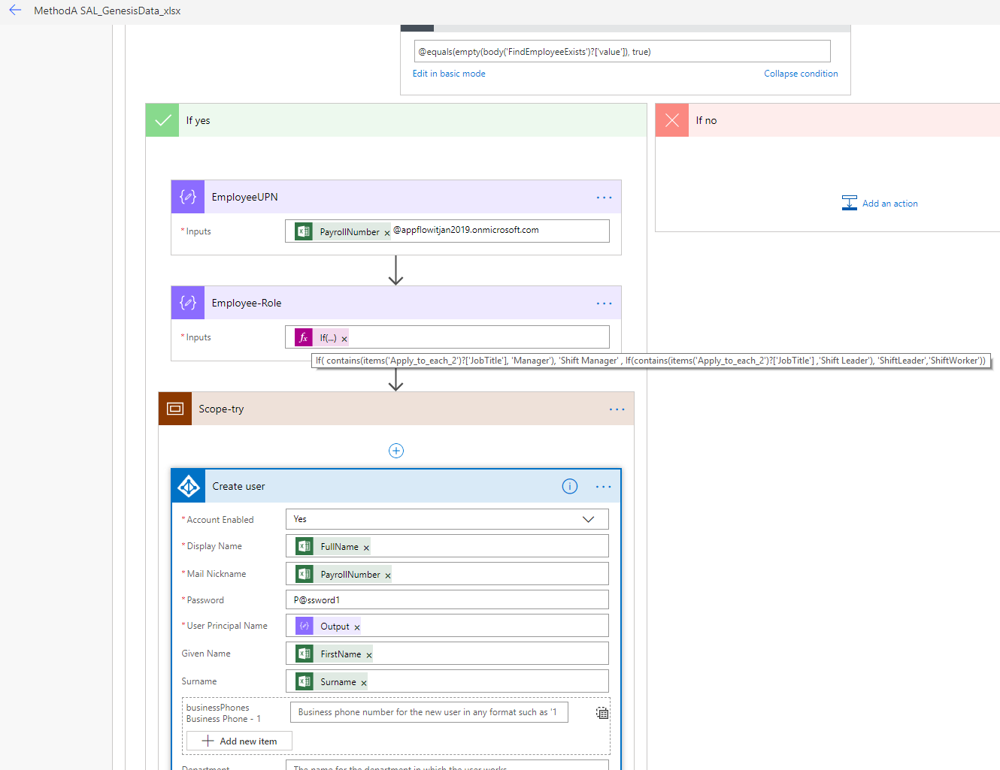 MethodA SAL_GenesisData_xlsx
@equals(empty(body('FindEmployeeExists')?['value']), true)
Edit in basic mode
Collapse condition
If yes
If no
EmployeeUPN
* Inputs
PayrollNumber × @appflowitjan2019.onmicrosoft.com
Add an action
Employee-Role
* Inputs
fx If(...) ×
If( contains(items('Apply_to_each_2')?['JobTitle'], 'Manager'), 'Shift Manager' , If(contains(items('Apply_to_each_2')?['JobTitle'] ,'Shift Leader'), 'ShiftLeader','ShiftWorker'))
Scope-try
Create user
* Account Enabled
Yes
* Display Name
FullName ×
* Mail Nickname
PayrollNumber ×
* Password
P@ssword1
* User Principal Name
Output ×
Given Name
FirstName ×
Surname
Surname ×
businessPhones
Business Phone - 1
Business phone number for the new user in any format such as '1
Add new item
Department
The name for the department in which the user works